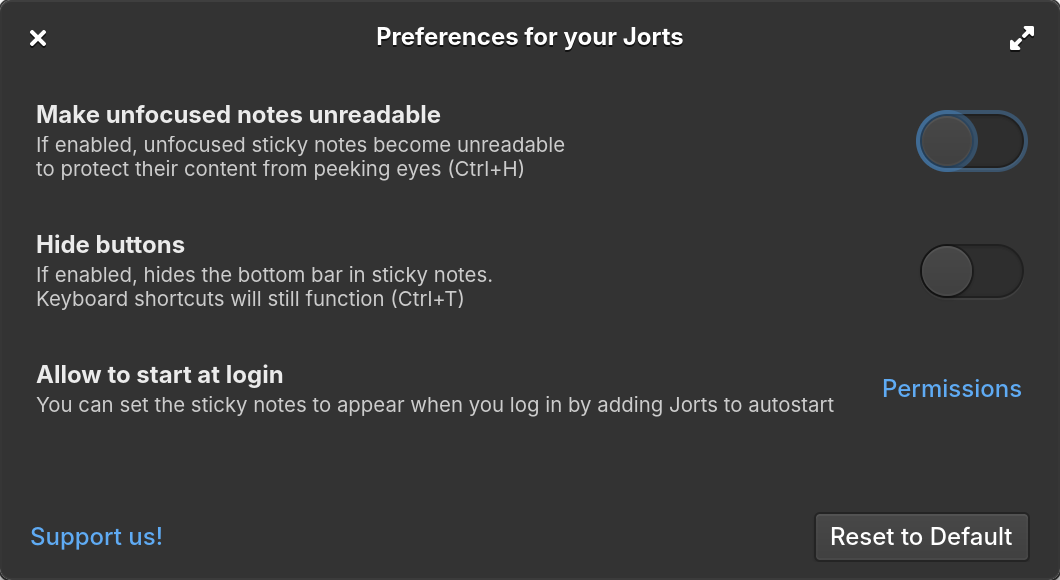 Preferences for your Jorts
Make unfocused notes unreadable
If enabled, unfocused sticky notes become unreadable
to protect their content from peeking eyes (Ctrl+H)
Hide buttons
If enabled, hides the bottom bar in sticky notes.
Keyboard shortcuts will still function (Ctrl+T)
Allow to start at login
You can set the sticky notes to appear when you log in by adding Jorts to autostart
Permissions
Support us!
Reset to Default